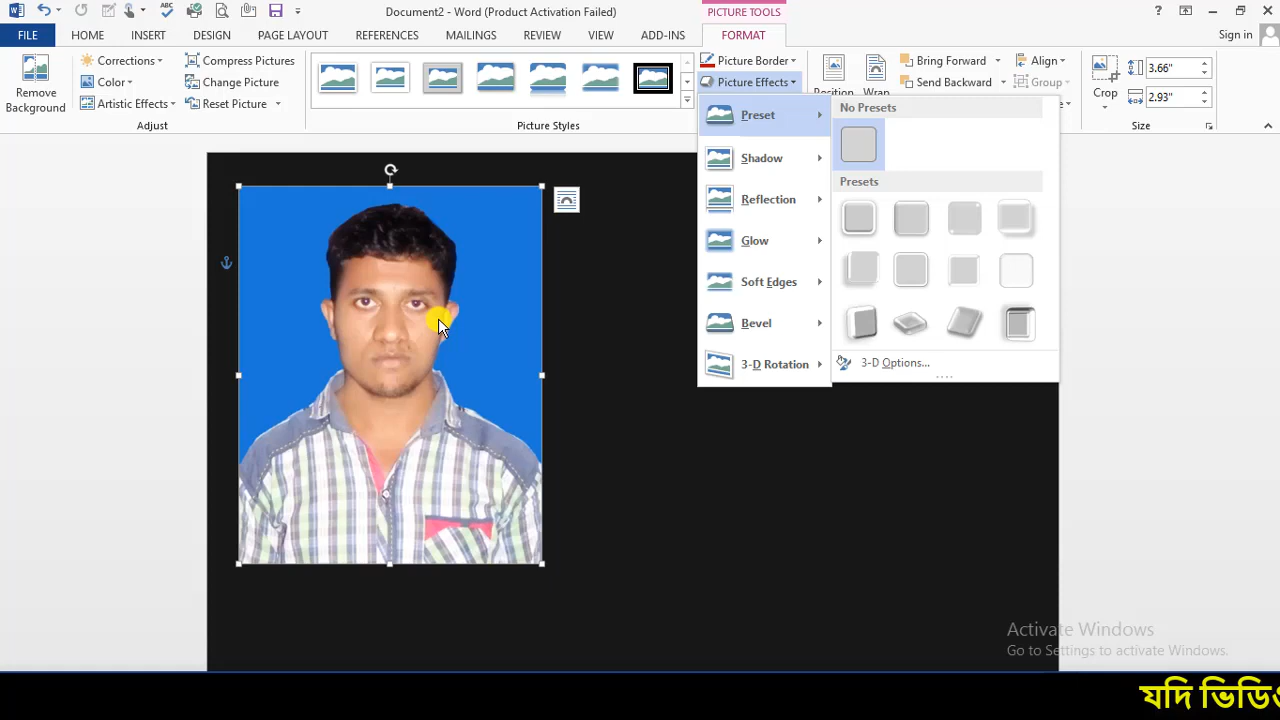 Document2 - Word (Product Activation Failed)
PICTURE TOOLS
?
FILE
HOME
INSERT
DESIGN
PAGE LAYOUT
REFERENCES
MAILINGS
REVIEW
VIEW
ADD-INS
FORMAT
Sign in
Remove
Background
Corrections
Color
Artistic Effects
Compress Pictures
Change Picture
Reset Picture
Adjust
Picture Styles
Picture Border
Picture Effects
Position
Wrap
Bring Forward
Send Backward
Align
Group
Crop
3.66"
2.93"
Size
Preset
Shadow
Reflection
Glow
Soft Edges
Bevel
3-D Rotation
No Presets
Presets
3-D Options...
Activate Windows
Go to Settings to activate Windows.
যদি ভিডিও